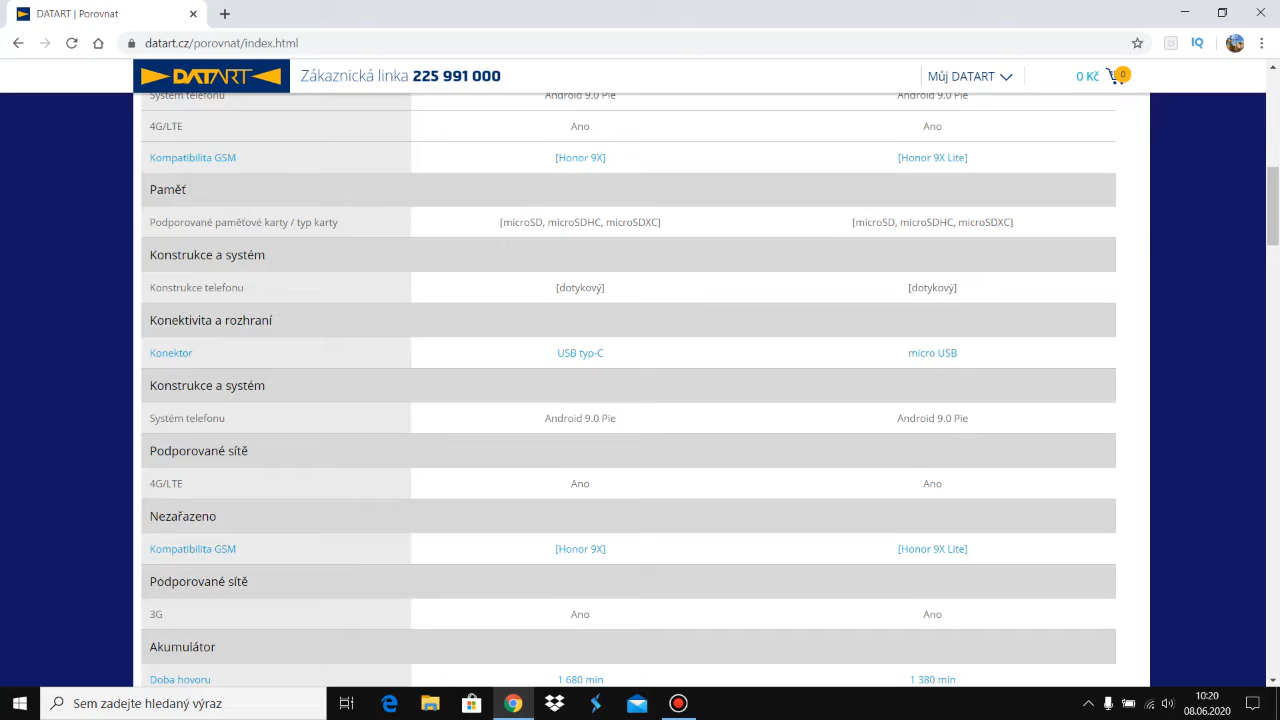 DATART | Porovnat
datart.cz/porovnat/index.html
IQ
DATART Zákaznická linka 225 991 000 Můj DATART 0 Kč 0
Systém telefonu Android 9.0 Pie Android 9.0 Pie
4G/LTE Ano Ano
Kompatibilita GSM [Honor 9X] [Honor 9X Lite]
Paměť
Podporované paměťové karty / typ karty [microSD, microSDHC, microSDXC] [microSD, microSDHC, microSDXC]
Konstrukce a systém
Konstrukce telefonu [dotykový] [dotykový]
Konektivita a rozhraní
Konektor USB typ-C micro USB
Konstrukce a systém
Systém telefonu Android 9.0 Pie Android 9.0 Pie
Podporované sítě
4G/LTE Ano Ano
Nezařazeno
Kompatibilita GSM [Honor 9X] [Honor 9X Lite]
Podporované sítě
3G Ano Ano
Akumulátor
Doba hovoru 1 680 min 1 380 min
Sem zadejte hledaný výraz
10:20
08.06.2020